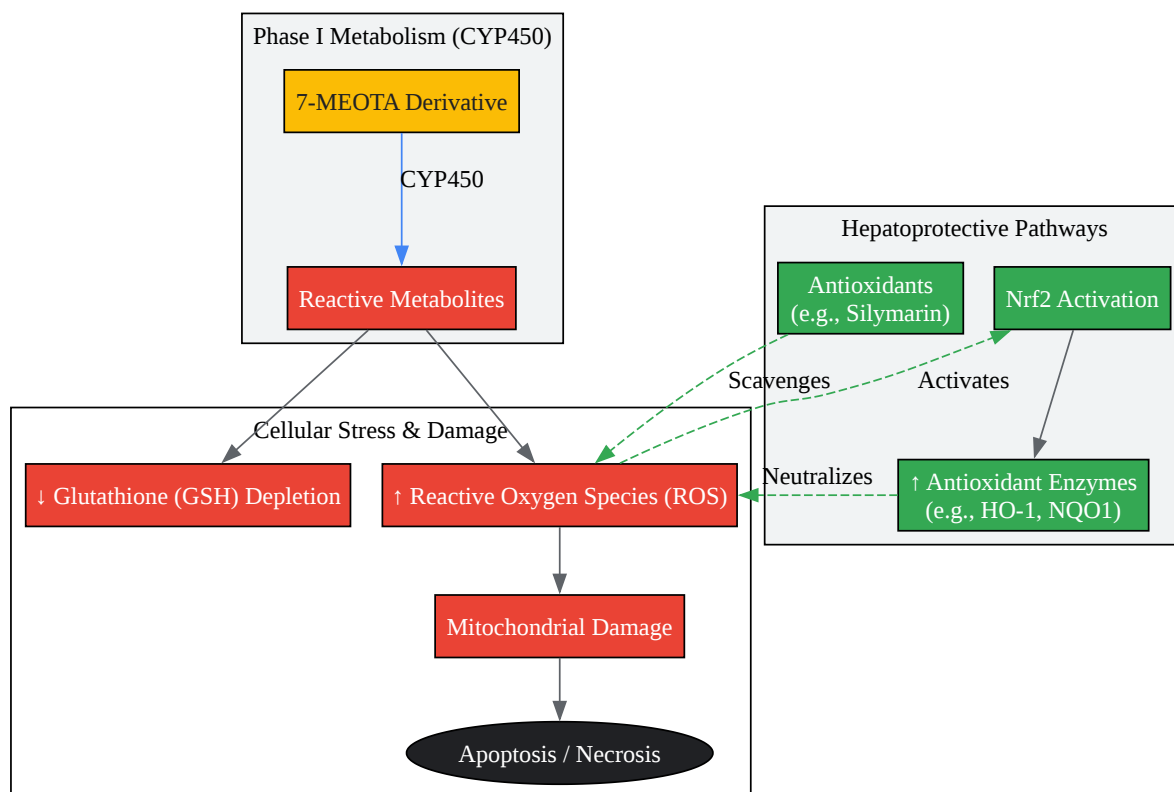 Phase I Metabolism (CYP450)
7-MEOTA Derivative
CYP450
Reactive Metabolites
Hepatoprotective Pathways
Antioxidants
(e.g., Silymarin)
Nrf2 Activation
Scavenges
Activates
Cellular Stress & Damage
↓ Glutathione (GSH) Depletion
↑ Reactive Oxygen Species (ROS)
Neutralizes
↑ Antioxidant Enzymes
(e.g., HO-1, NQO1)
Mitochondrial Damage
Apoptosis / Necrosis